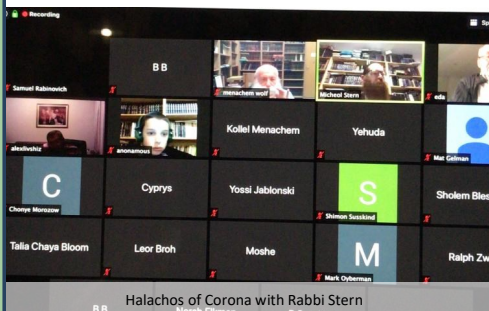 Recording
Sp
B B
Samuel Rabinovich
menachem wolf
Micheol Stern
eda
Kollel Menachem
Yehuda
alexlivshiz
anonamous
Mat Gelman
C
Cyprys
Yossi Jablonski
S
Sholem Bles
Chonye Morozow
Shimon Susskind
Talia Chaya Bloom
Leor Broh
Moshe
M
Ralph Zw
Mark Oyberman
B B
Halachos of Corona with Rabbi Stern